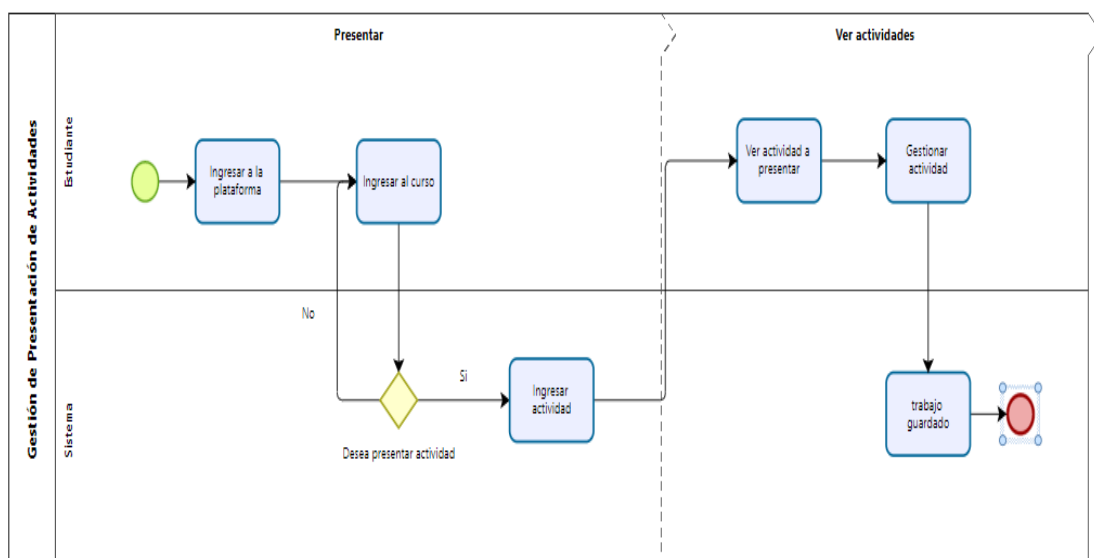 Gestión de Presentación de Actividades
Presentar
Ver actividades
Estudiante
Ingresar a la
plataforma
Ingresar al curso
Ver actividad a
presentar
Gestionar
actividad
Sistema
No
Si
Desea presentar actividad
Ingresar
actividad
trabajo
guardado